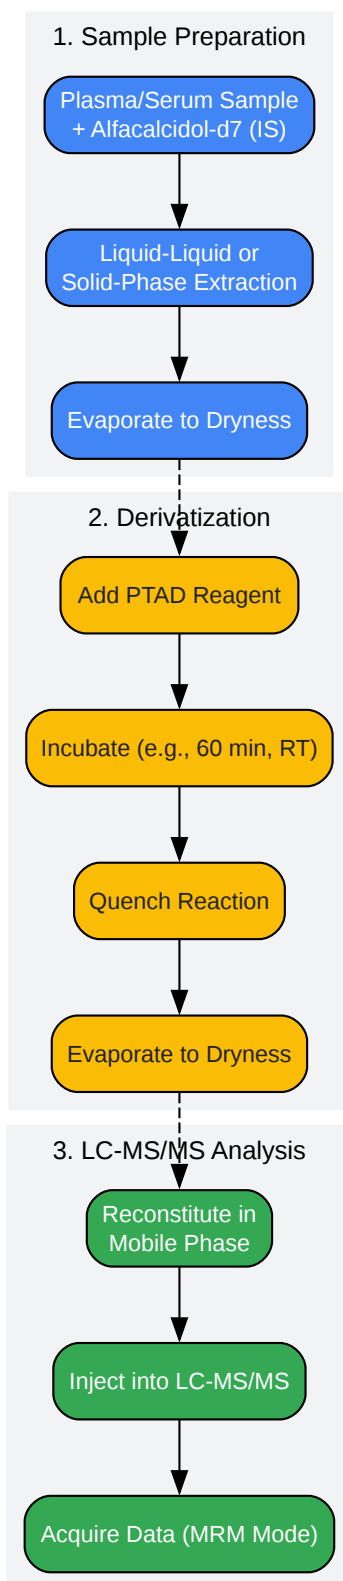 1. Sample Preparation
Plasma/Serum Sample
+ Alfacalcidol-d7 (IS)
Liquid-Liquid or
Solid-Phase Extraction
Evaporate to Dryness
2. Derivatization
Add PTAD Reagent
Incubate (e.g., 60 min, RT)
Quench Reaction
Evaporate to Dryness
3. LC-MS/MS Analysis
Reconstitute in
Mobile Phase
Inject into LC-MS/MS
Acquire Data (MRM Mode)